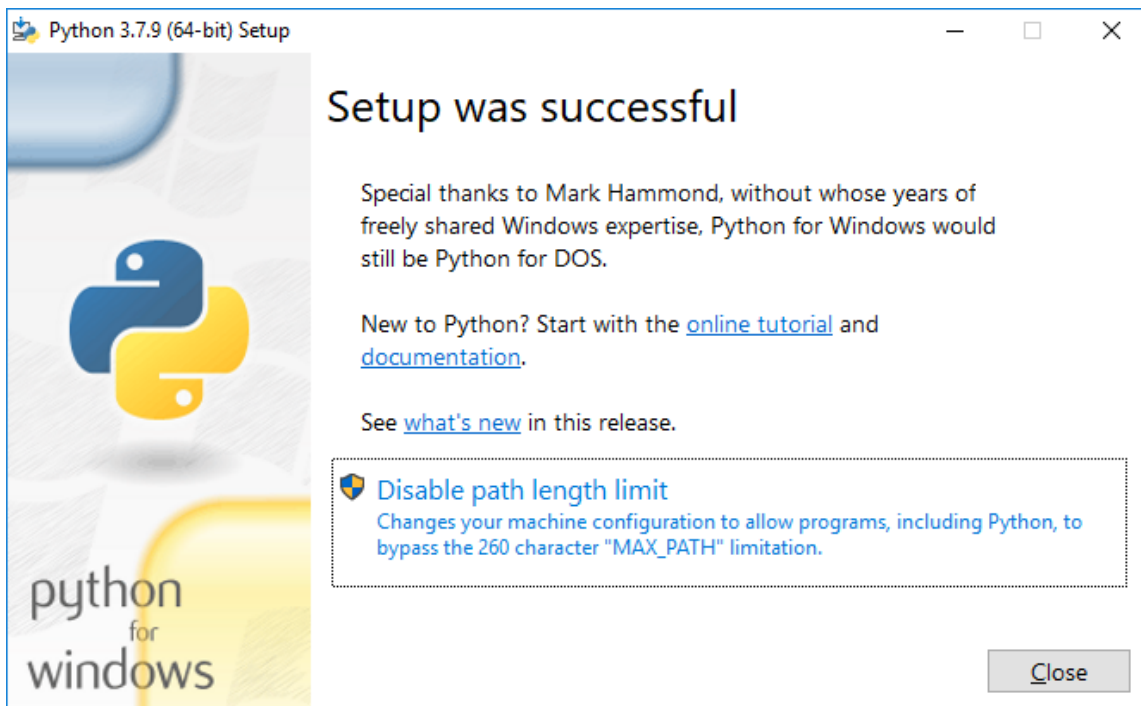 Python 3.7.9 (64-bit) Setup
Setup was successful
Special thanks to Mark Hammond, without whose years of
freely shared Windows expertise, Python for Windows would
still be Python for DOS.
New to Python? Start with the online tutorial and
documentation.
See what's new in this release.
Disable path length limit
Changes your machine configuration to allow programs, including Python, to
bypass the 260 character "MAX_PATH" limitation.
python
for
windows
Close